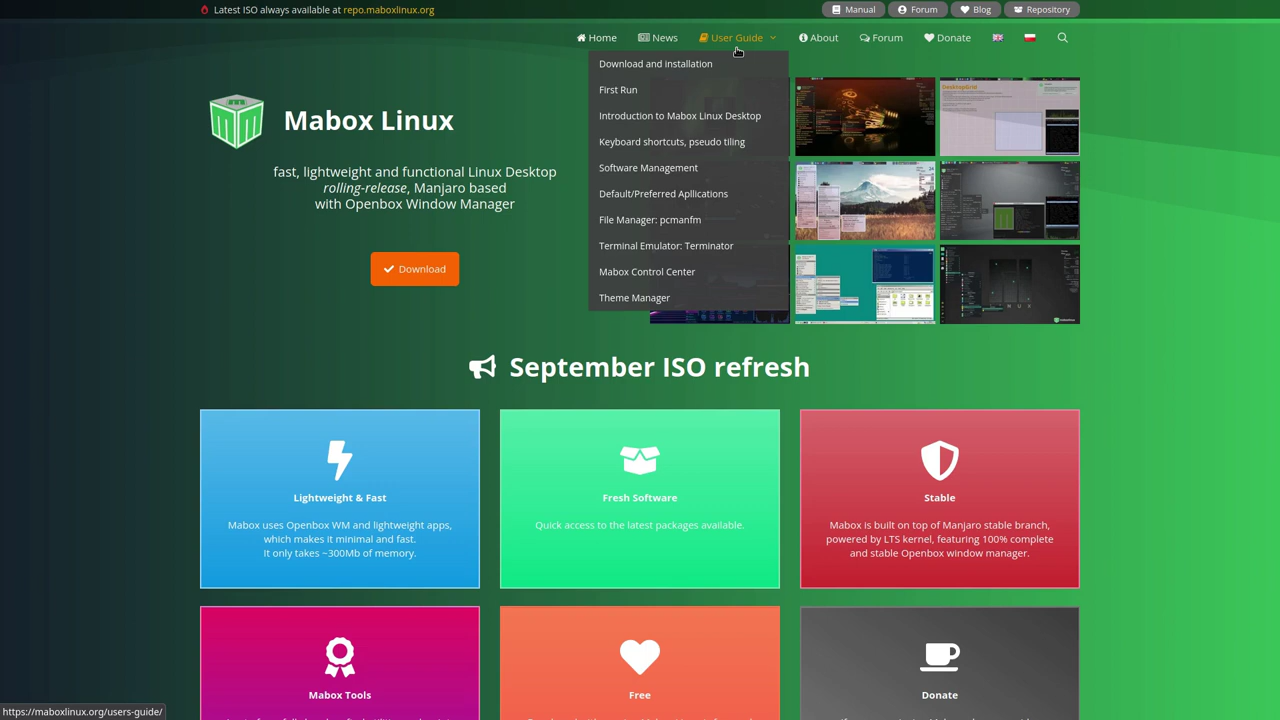 Latest ISO always available at repo.maboxlinux.org
Manual
Forum
Blog
Repository
Home
News
User Guide
About
Forum
Donate
Download and installation
First Run
Introduction to Mabox Linux Desktop
Keyboard shortcuts, pseudo tiling
Software Management
Default/Preferred Apllications
File Manager: pcmanfm
Terminal Emulator: Terminator
Mabox Control Center
Theme Manager
Mabox Linux
fast, lightweight and functional Linux Desktop
rolling-release, Manjaro based
with Openbox Window Manager
Download
September ISO refresh
Lightweight & Fast
Mabox uses Openbox WM and lightweight apps,
which makes it minimal and fast.
It only takes ~300Mb of memory.
Fresh Software
Quick access to the latest packages available.
Stable
Mabox is built on top of Manjaro stable branch,
powered by LTS kernel, featuring 100% complete
and stable Openbox window manager.
Mabox Tools
Free
Donate
https://maboxlinux.org/users-guide/